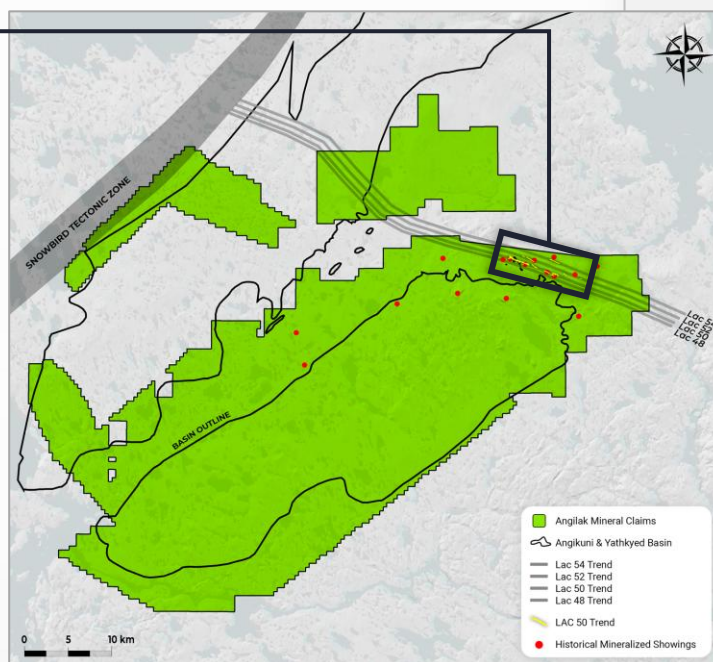 SNOWBIRD TECTONIC ZONE
Lac 48
BASIN OUTLINE
Angilak Mineral Claims
Angikuni & Yathkyed Basin
Lac 54 Trend
Lac 52 Trend
Lac 50 Trend
Lac 48 Trend
LAC 50 Trend
Historical Mineralized Showings
0 5 10 km